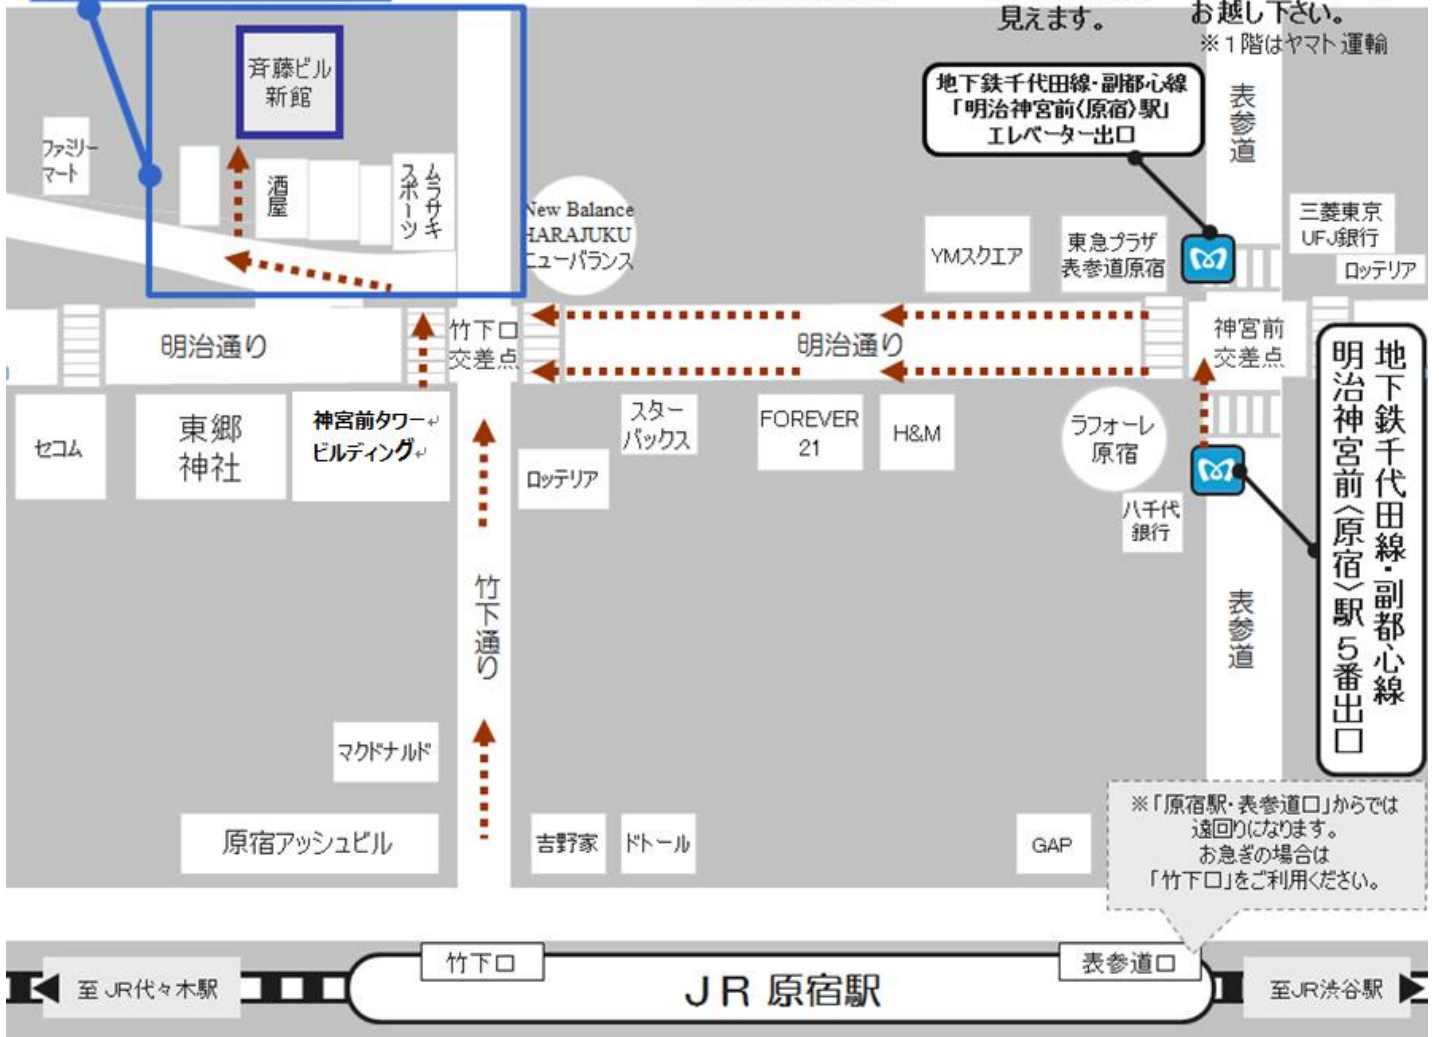 見えます。
お越し下さい。
※1階はヤマト運輸
斉藤ビル
新館
ファミリー
マート
酒屋
ムラサキ
スポーツ
New Balance
HARAJUKU
ニューバランス
地下鉄千代田線・副都心線
「明治神宮前〈原宿〉駅」
エレベーター出口
表参道
YMスクエア
東急プラザ
表参道原宿
三菱東京
UFJ銀行
ロッテリア
明治通り
竹下口
交差点
明治通り
神宮前
交差点
地下鉄千代田線・副都心線
明治神宮前〈原宿〉駅 5番出口
セコム
東郷
神社
神宮前タワー
ビルディング
ロッテリア
スター
バックス
FOREVER
21
H&M
ラフォーレ
原宿
八千代
銀行
竹下通り
表参道
マクドナルド
原宿アッシュビル
吉野家
ドトール
GAP
※「原宿駅・表参道口」からでは
遠回りになります。
お急ぎの場合は
「竹下口」をご利用ください。
竹下口
表参道口
至JR代々木駅
JR 原宿駅
至JR渋谷駅